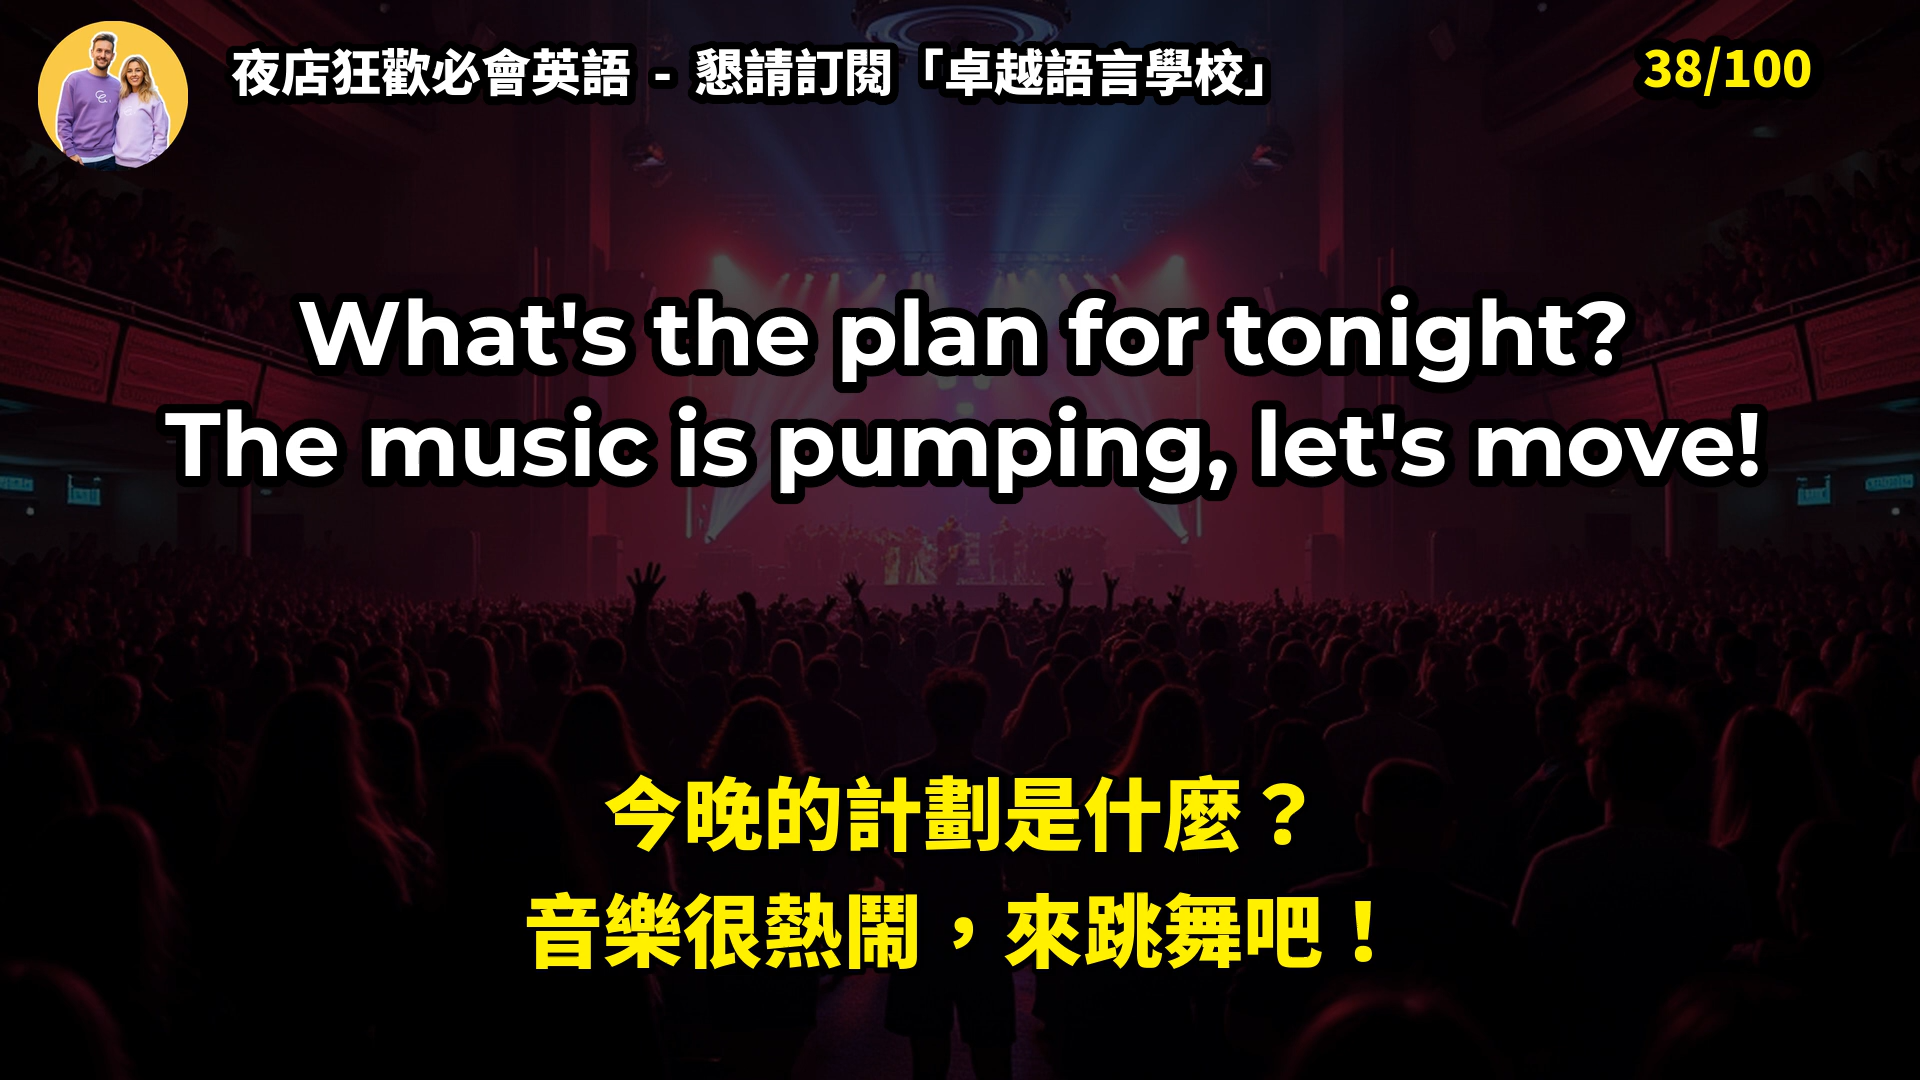 夜店狂歡必會英語 - 懇請訂閱「卓越語言學校」
38/100
What's the plan for tonight?
The music is pumping, let's move!
今晚的計劃是什麼？
音樂很熱鬧，來跳舞吧！